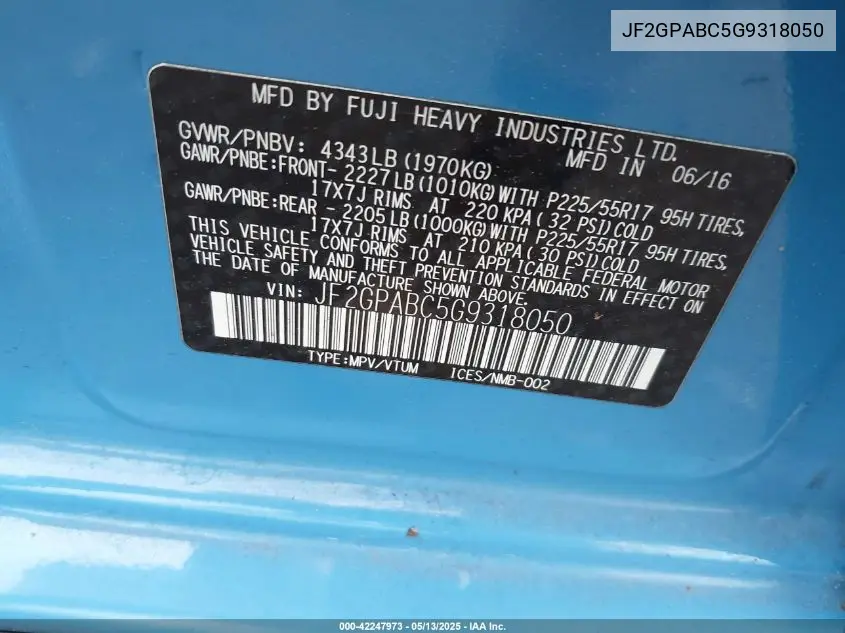 JF2GPABC5G9318050
MFD BY FUJI HEAVY INDUSTRIES LTD.
GVWR/PNBV: 4343LB(1970KG) MFD IN 06/16
GAWR/PNBE:FRONT- 2227LB(1010KG)WITH P225/55R17 95H TIRES,
17X7J RIMS AT 220 KPA(32 PSI)COLD
GAWR/PNBE:REAR - 2205LB(1000KG)WITH P225/55R17 95H TIRES,
17X7J RIMS AT 210 KPA(30 PSI)COLD
THIS VEHICLE CONFORMS TO ALL APPLICABLE FEDERAL MOTOR
VEHICLE SAFETY AND THEFT PREVENTION STANDARDS IN EFFECT ON
THE DATE OF MANUFACTURE SHOWN ABOVE.
VIN: JF2GPABC5G9318050
TYPE:MPV/VTUM ICES/NMB-002
000-42247973 - 05/13/2025 - IAA Inc.